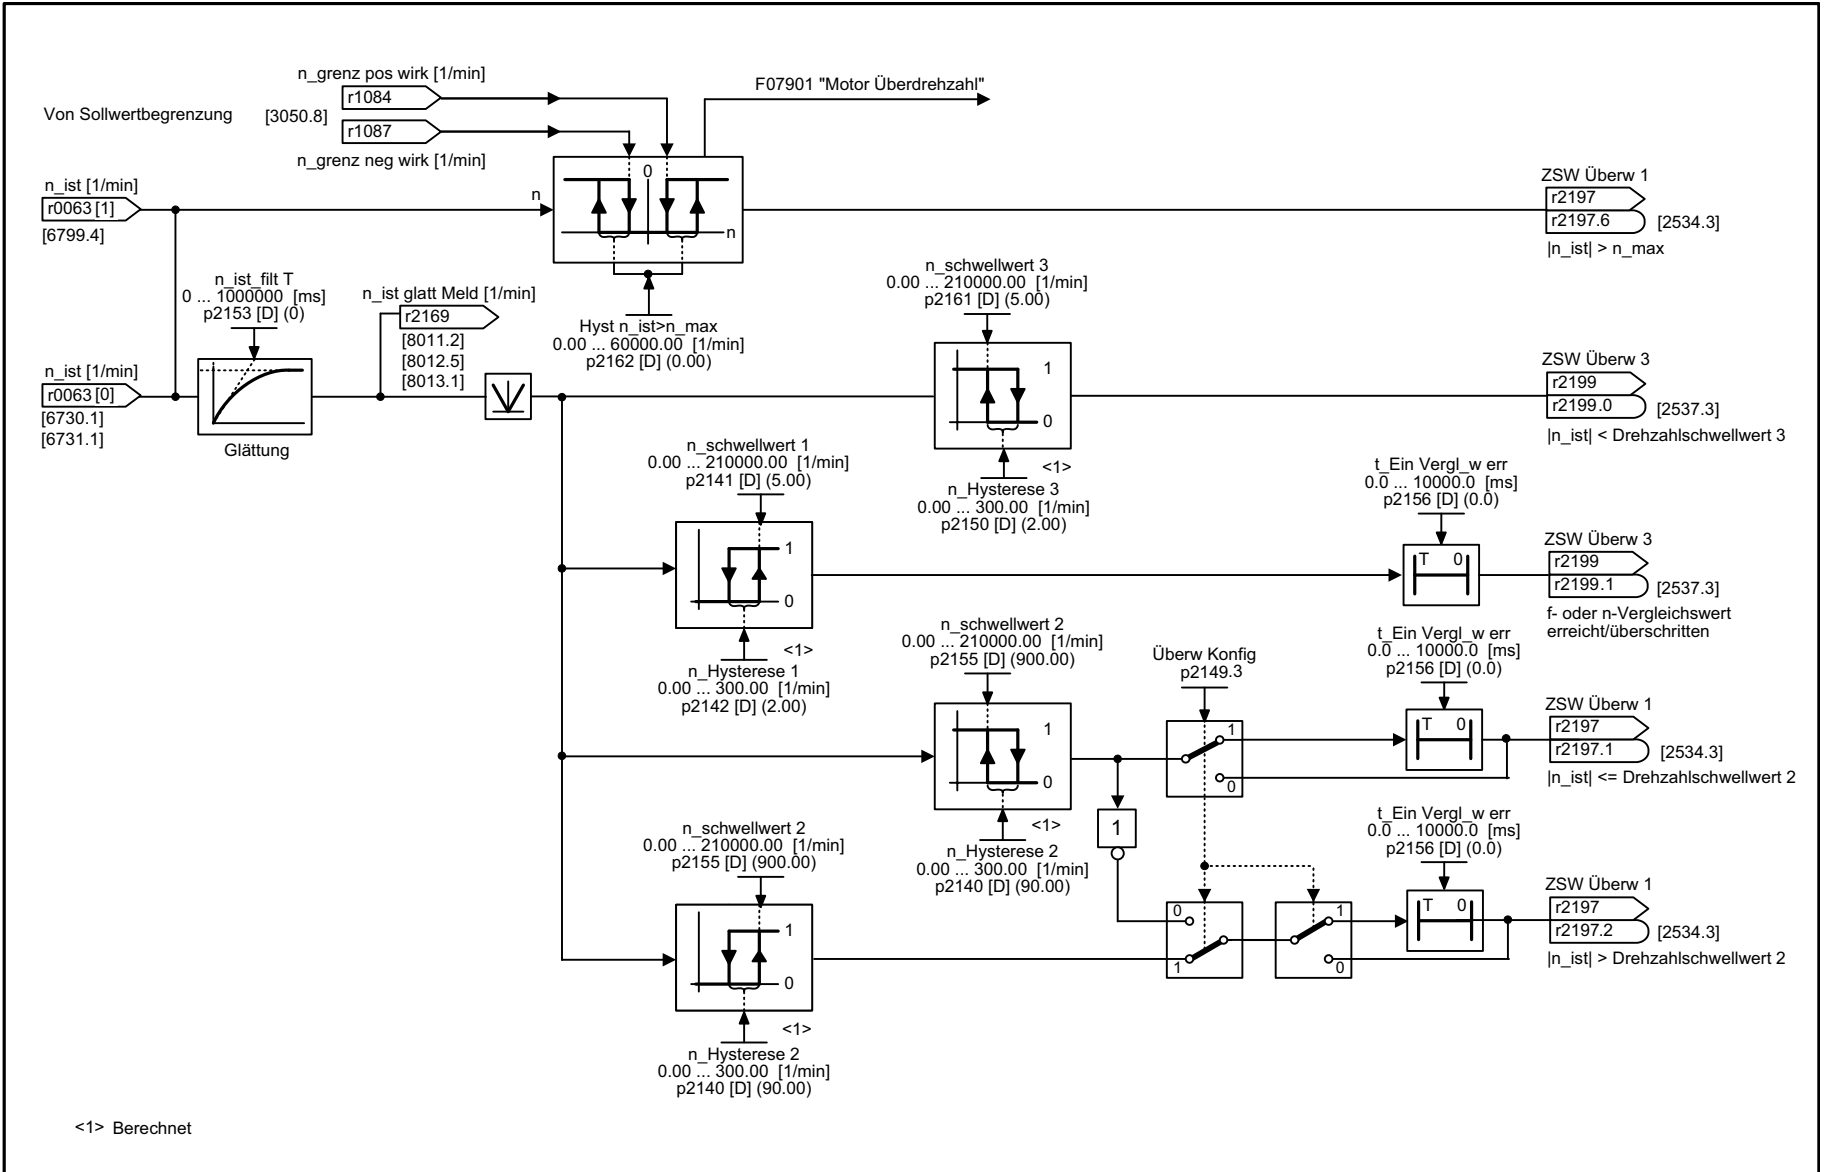 n_grenz pos wirk [1/min]
r1084
Von Sollwertbegrenzung
[3050.8]
r1087
n_grenz neg wirk [1/min]
F07901 "Motor Überdrehzahl"
n_ist [1/min]
r0063 [1]
[6799.4]
n
0
n
ZSW Überw 1
r2197
r2197.6
[2534.3]
|n_ist| > n_max
n_ist_filt T
0 ... 1000000 [ms]
p2153 [D] (0)
n_ist glatt Meld [1/min]
r2169
[8011.2]
[8012.5]
[8013.1]
Hyst n_ist>n_max
0.00 ... 60000.00 [1/min]
p2162 [D] (0.00)
n_schwellwert 3
0.00 ... 210000.00 [1/min]
p2161 [D] (5.00)
n_ist [1/min]
r0063 [0]
[6730.1]
[6731.1]
Glättung
1
0
ZSW Überw 3
r2199
r2199.0
[2537.3]
|n_ist| < Drehzahlschwellwert 3
<1>
n_Hysterese 3
0.00 ... 300.00 [1/min]
p2150 [D] (2.00)
n_schwellwert 1
0.00 ... 210000.00 [1/min]
p2141 [D] (5.00)
1
0
<1>
n_Hysterese 1
0.00 ... 300.00 [1/min]
p2142 [D] (2.00)
t_Ein Vergl_w err
0.0 ... 10000.0 [ms]
p2156 [D] (0.0)
T 0
ZSW Überw 3
r2199
r2199.1
[2537.3]
f- oder n-Vergleichswert
erreicht/überschritten
n_schwellwert 2
0.00 ... 210000.00 [1/min]
p2155 [D] (900.00)
1
0
<1>
n_Hysterese 2
0.00 ... 300.00 [1/min]
p2140 [D] (90.00)
Überw Konfig
p2149.3
1
0
t_Ein Vergl_w err
0.0 ... 10000.0 [ms]
p2156 [D] (0.0)
T 0
ZSW Überw 1
r2197
r2197.1
[2534.3]
|n_ist| <= Drehzahlschwellwert 2
1
n_schwellwert 2
0.00 ... 210000.00 [1/min]
p2155 [D] (900.00)
1
0
<1>
n_Hysterese 2
0.00 ... 300.00 [1/min]
p2140 [D] (90.00)
0
1
1
0
t_Ein Vergl_w err
0.0 ... 10000.0 [ms]
p2156 [D] (0.0)
T 0
ZSW Überw 1
r2197
r2197.2
[2534.3]
|n_ist| > Drehzahlschwellwert 2
<1> Berechnet